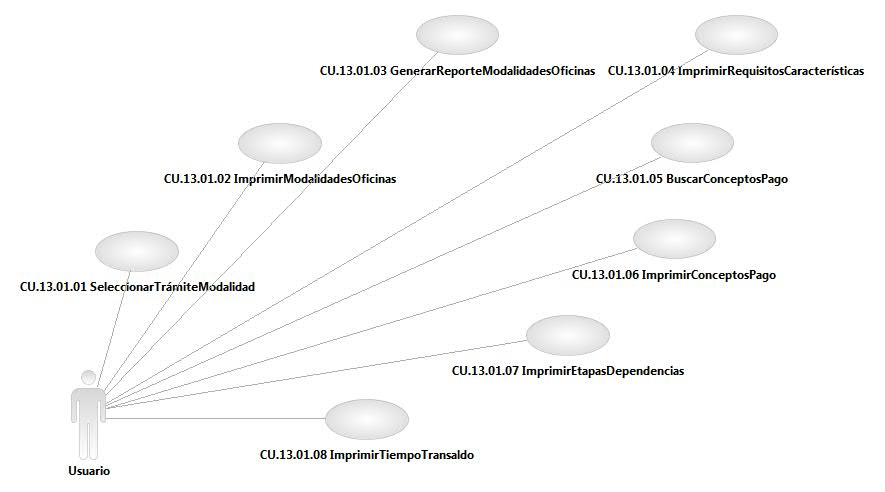 CU.13.01.03 GenerarReporteModalidadesOficinas
CU.13.01.04 ImprimirRequisitosCaracterísticas
CU.13.01.02 ImprimirModalidadesOficinas
CU.13.01.05 BuscarConceptosPago
CU.13.01.06 ImprimirConceptosPago
CU.13.01.01 SeleccionarTrámiteModalidad
CU.13.01.07 ImprimirEtapasDependencias
CU.13.01.08 ImprimirTiempoTransaldo
Usuario